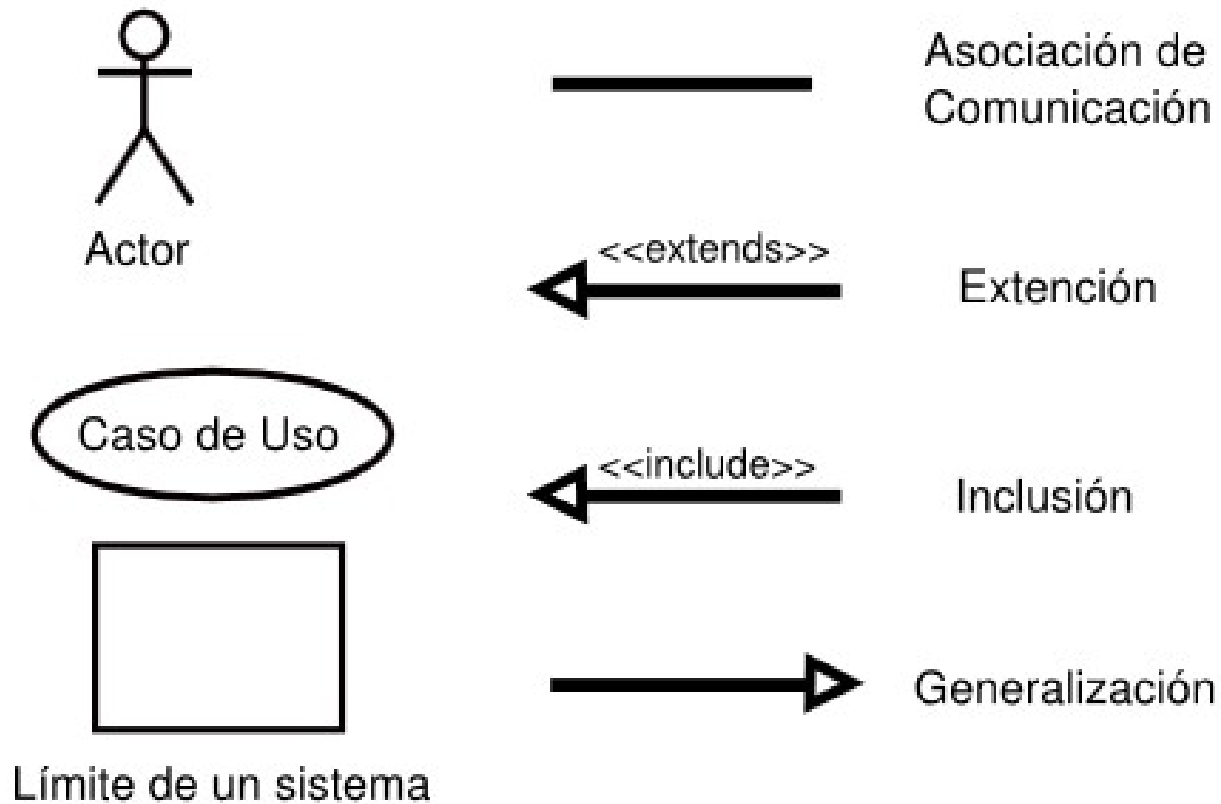 Actor
Caso de Uso
Límite de un sistema
Asociación de
Comunicación
<<extends>>
Extención
<<include>>
Inclusión
Generalización